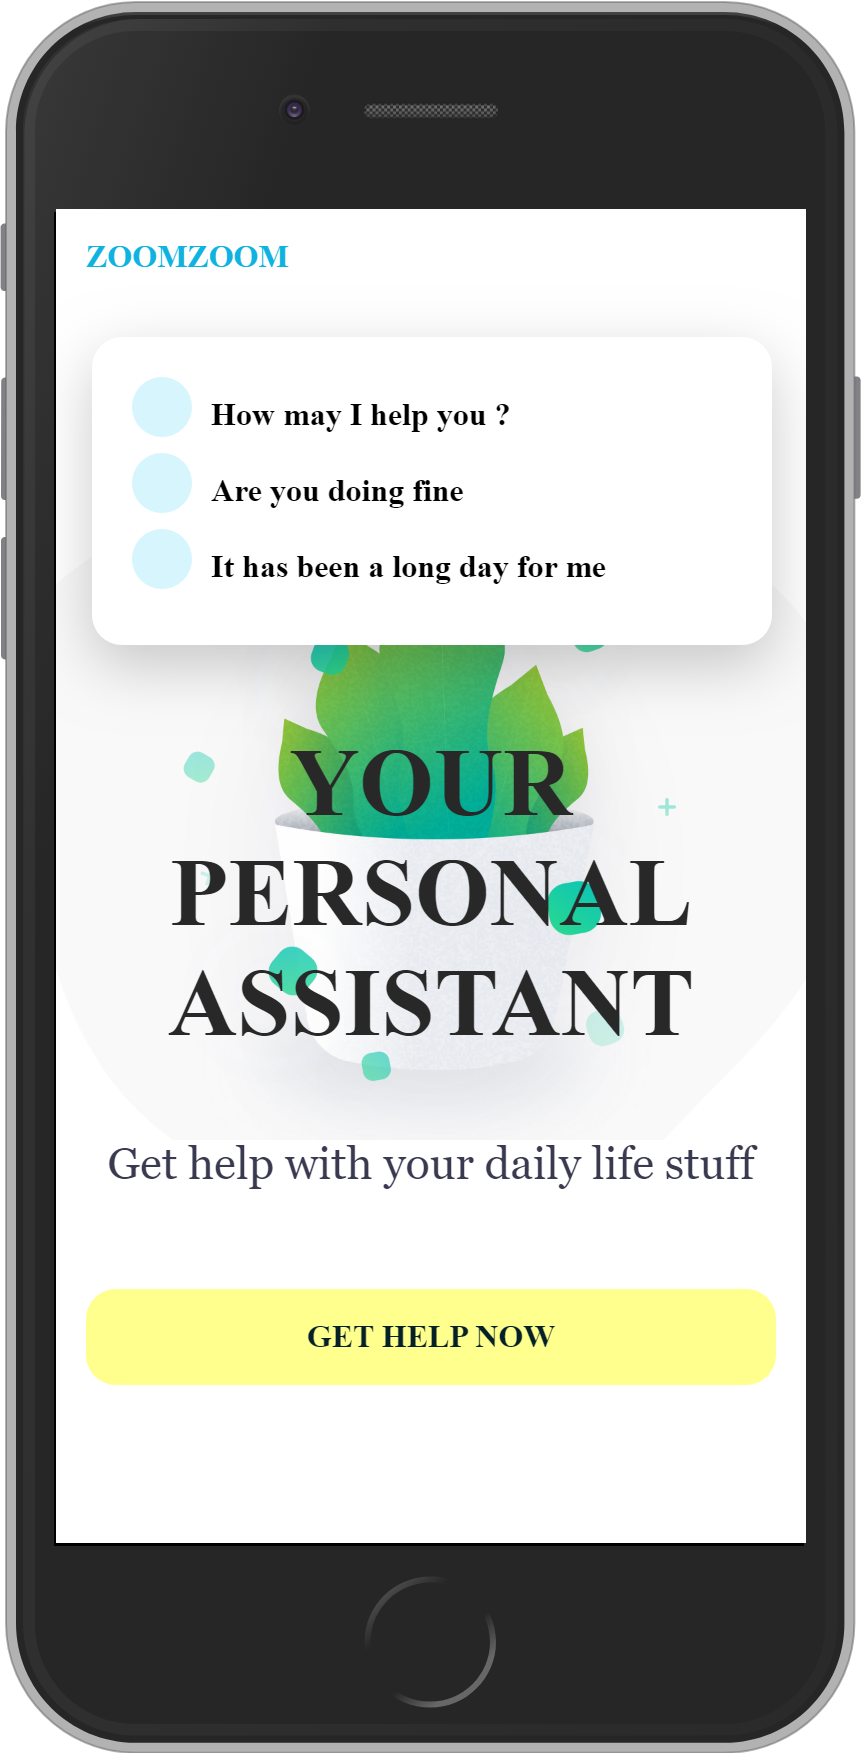 ZOOMZOOM
How may I help you ?
Are you doing fine
It has been a long day for me
YOUR
PERSONAL
ASSISTANT
Get help with your daily life stuff
GET HELP NOW